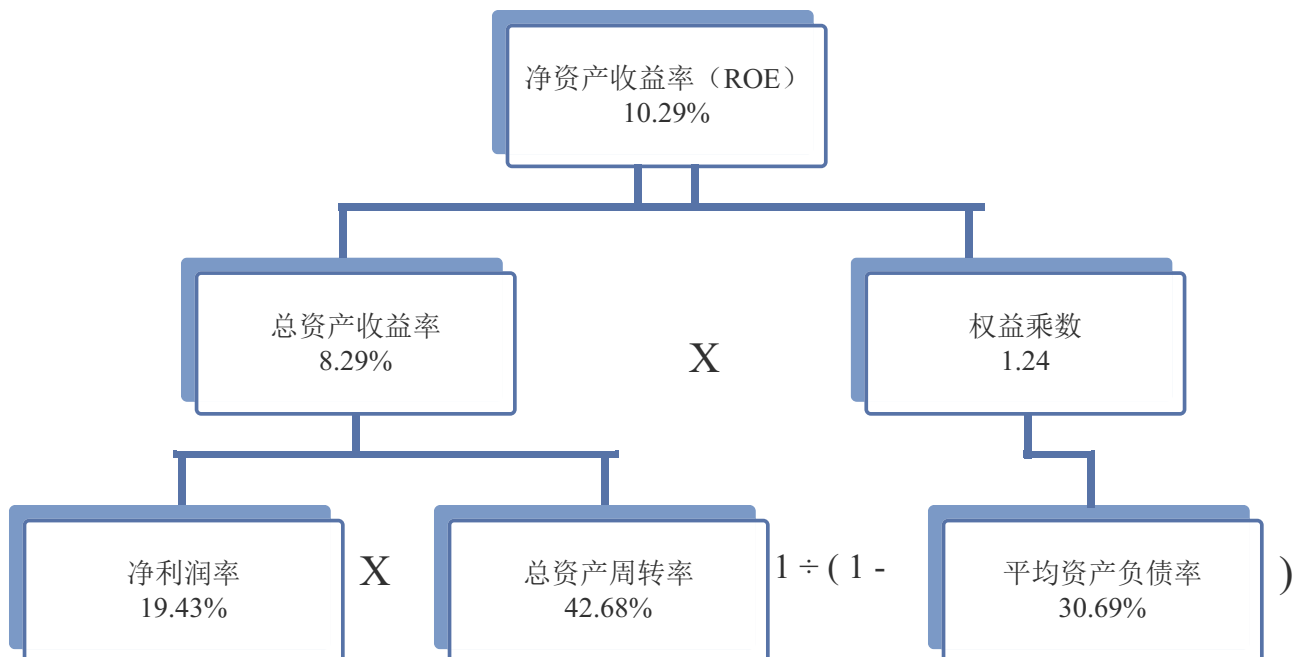 净资产收益率（ROE）
10.29%
总资产收益率
8.29%
X
权益乘数
1.24
净利润率
19.43%
X
总资产周转率
42.68%
1 ÷ ( 1 -
平均资产负债率
30.69%
)